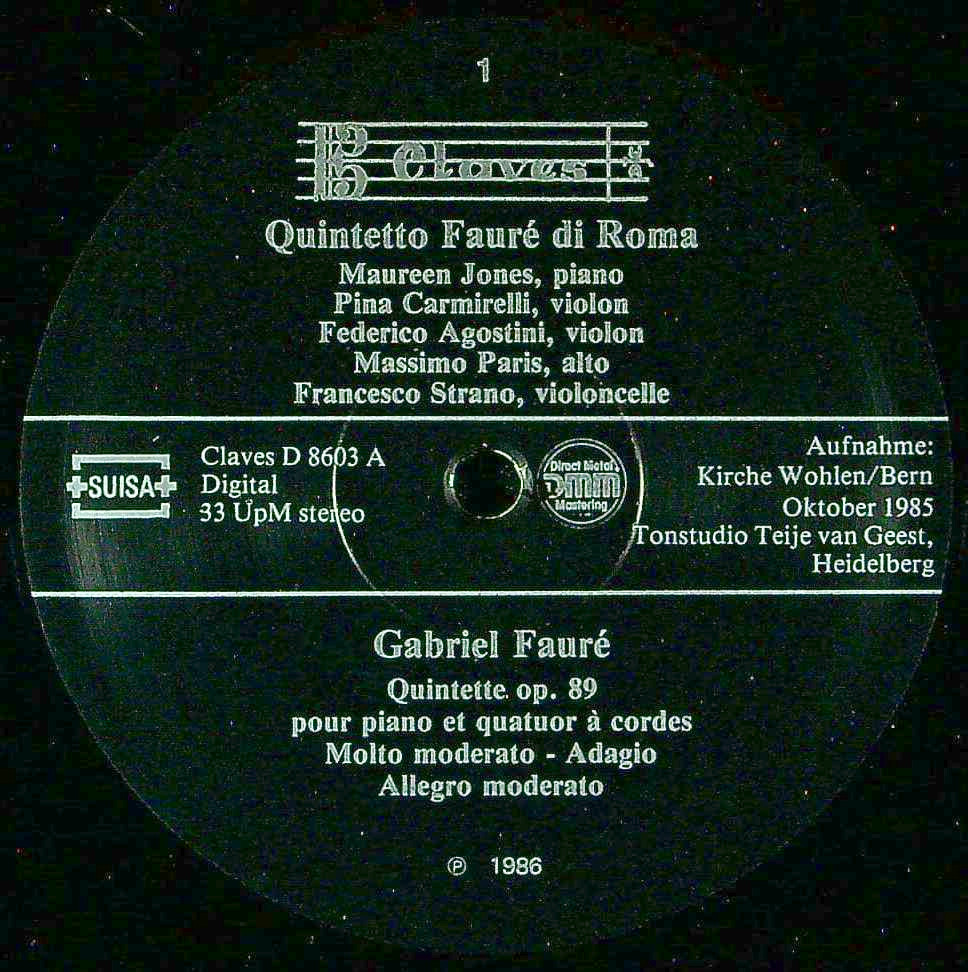 1
Claves
Quintetto Fauré di Roma
Maureen Jones, piano
Pina Carmirelli, violon
Federico Agostini, violon
Massimo Paris, alto
Francesco Strano, violoncelle
SUISA
Claves D 8603 A
Digital
33 UpM stereo
Direct Metal
DMM
Mastering
Aufnahme:
Kirche Wohlen/Bern
Oktober 1985
Tonstudio Teije van Geest,
Heidelberg
Gabriel Fauré
Quintette op. 89
pour piano et quatuor à cordes
Molto moderato - Adagio
Allegro moderato
℗ 1986